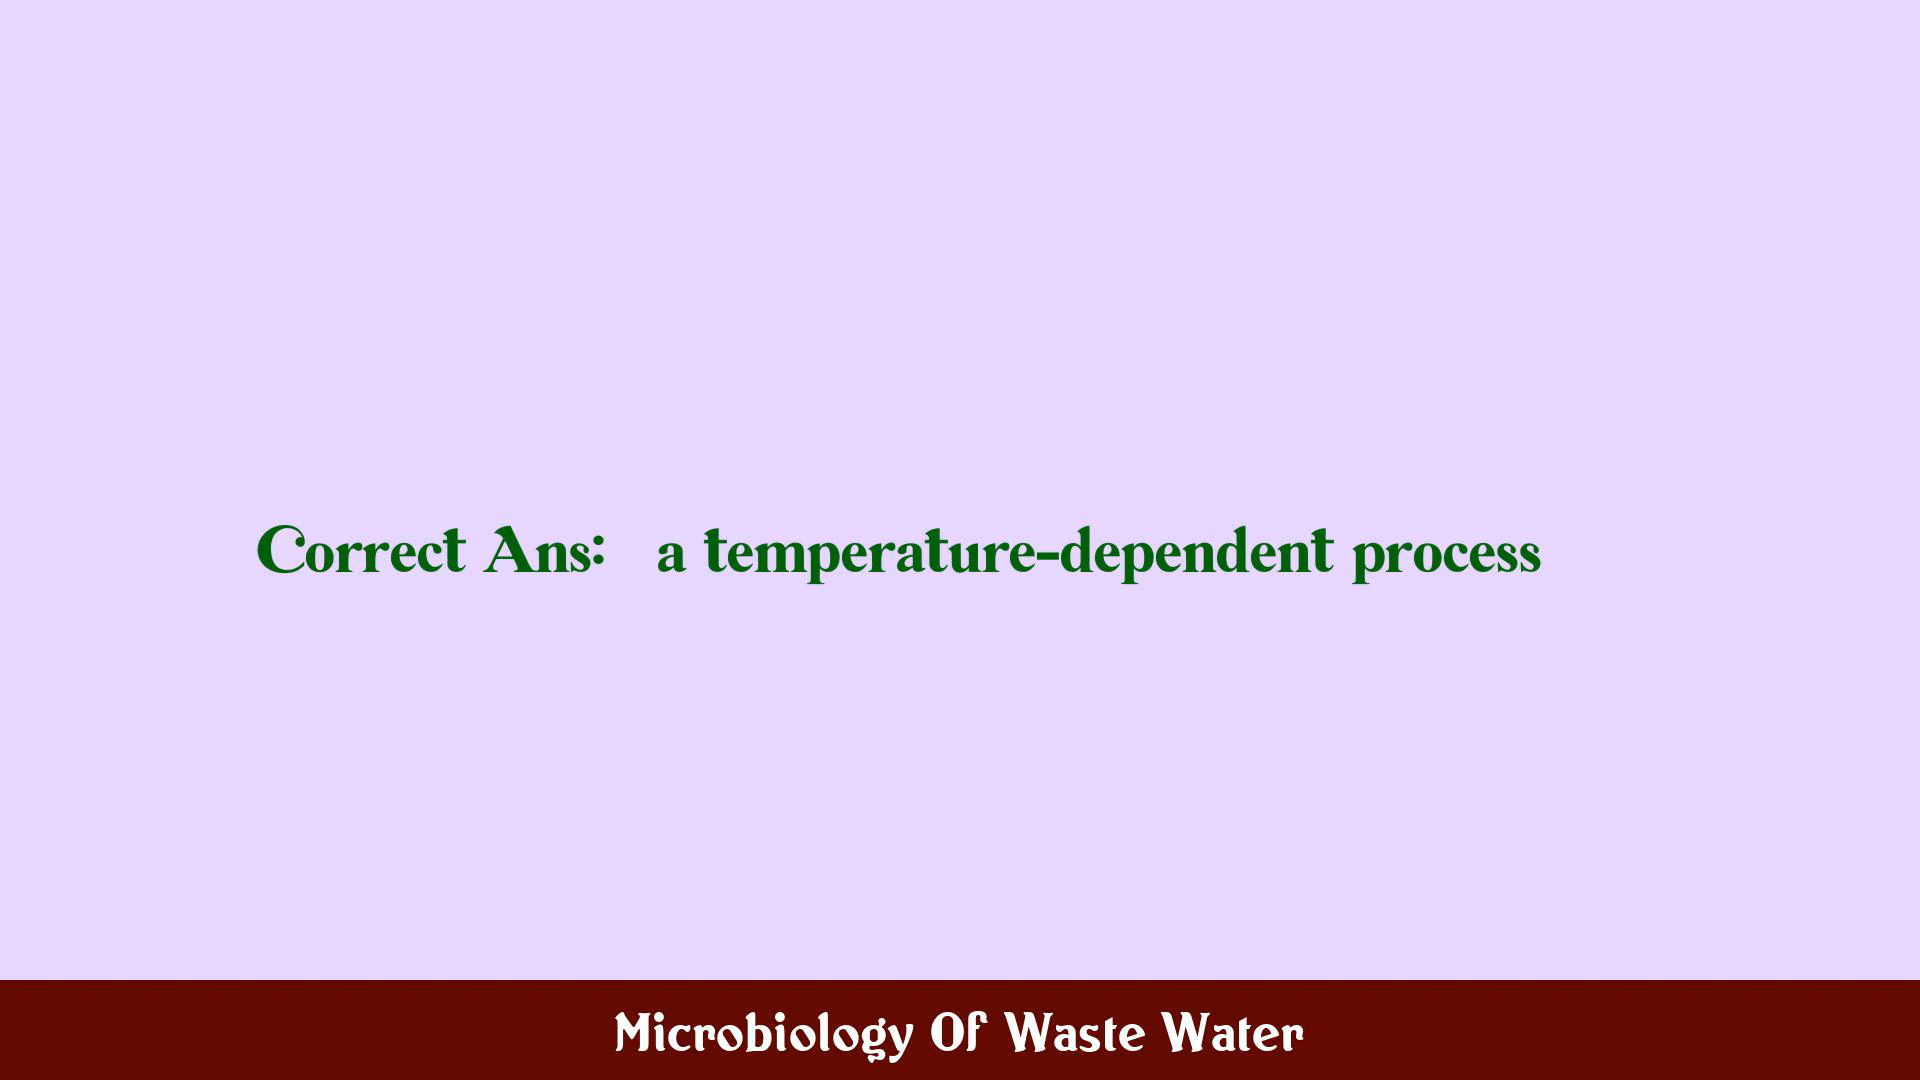 Correct Ans: a temperature-dependent process
Microbiology Of Waste Water